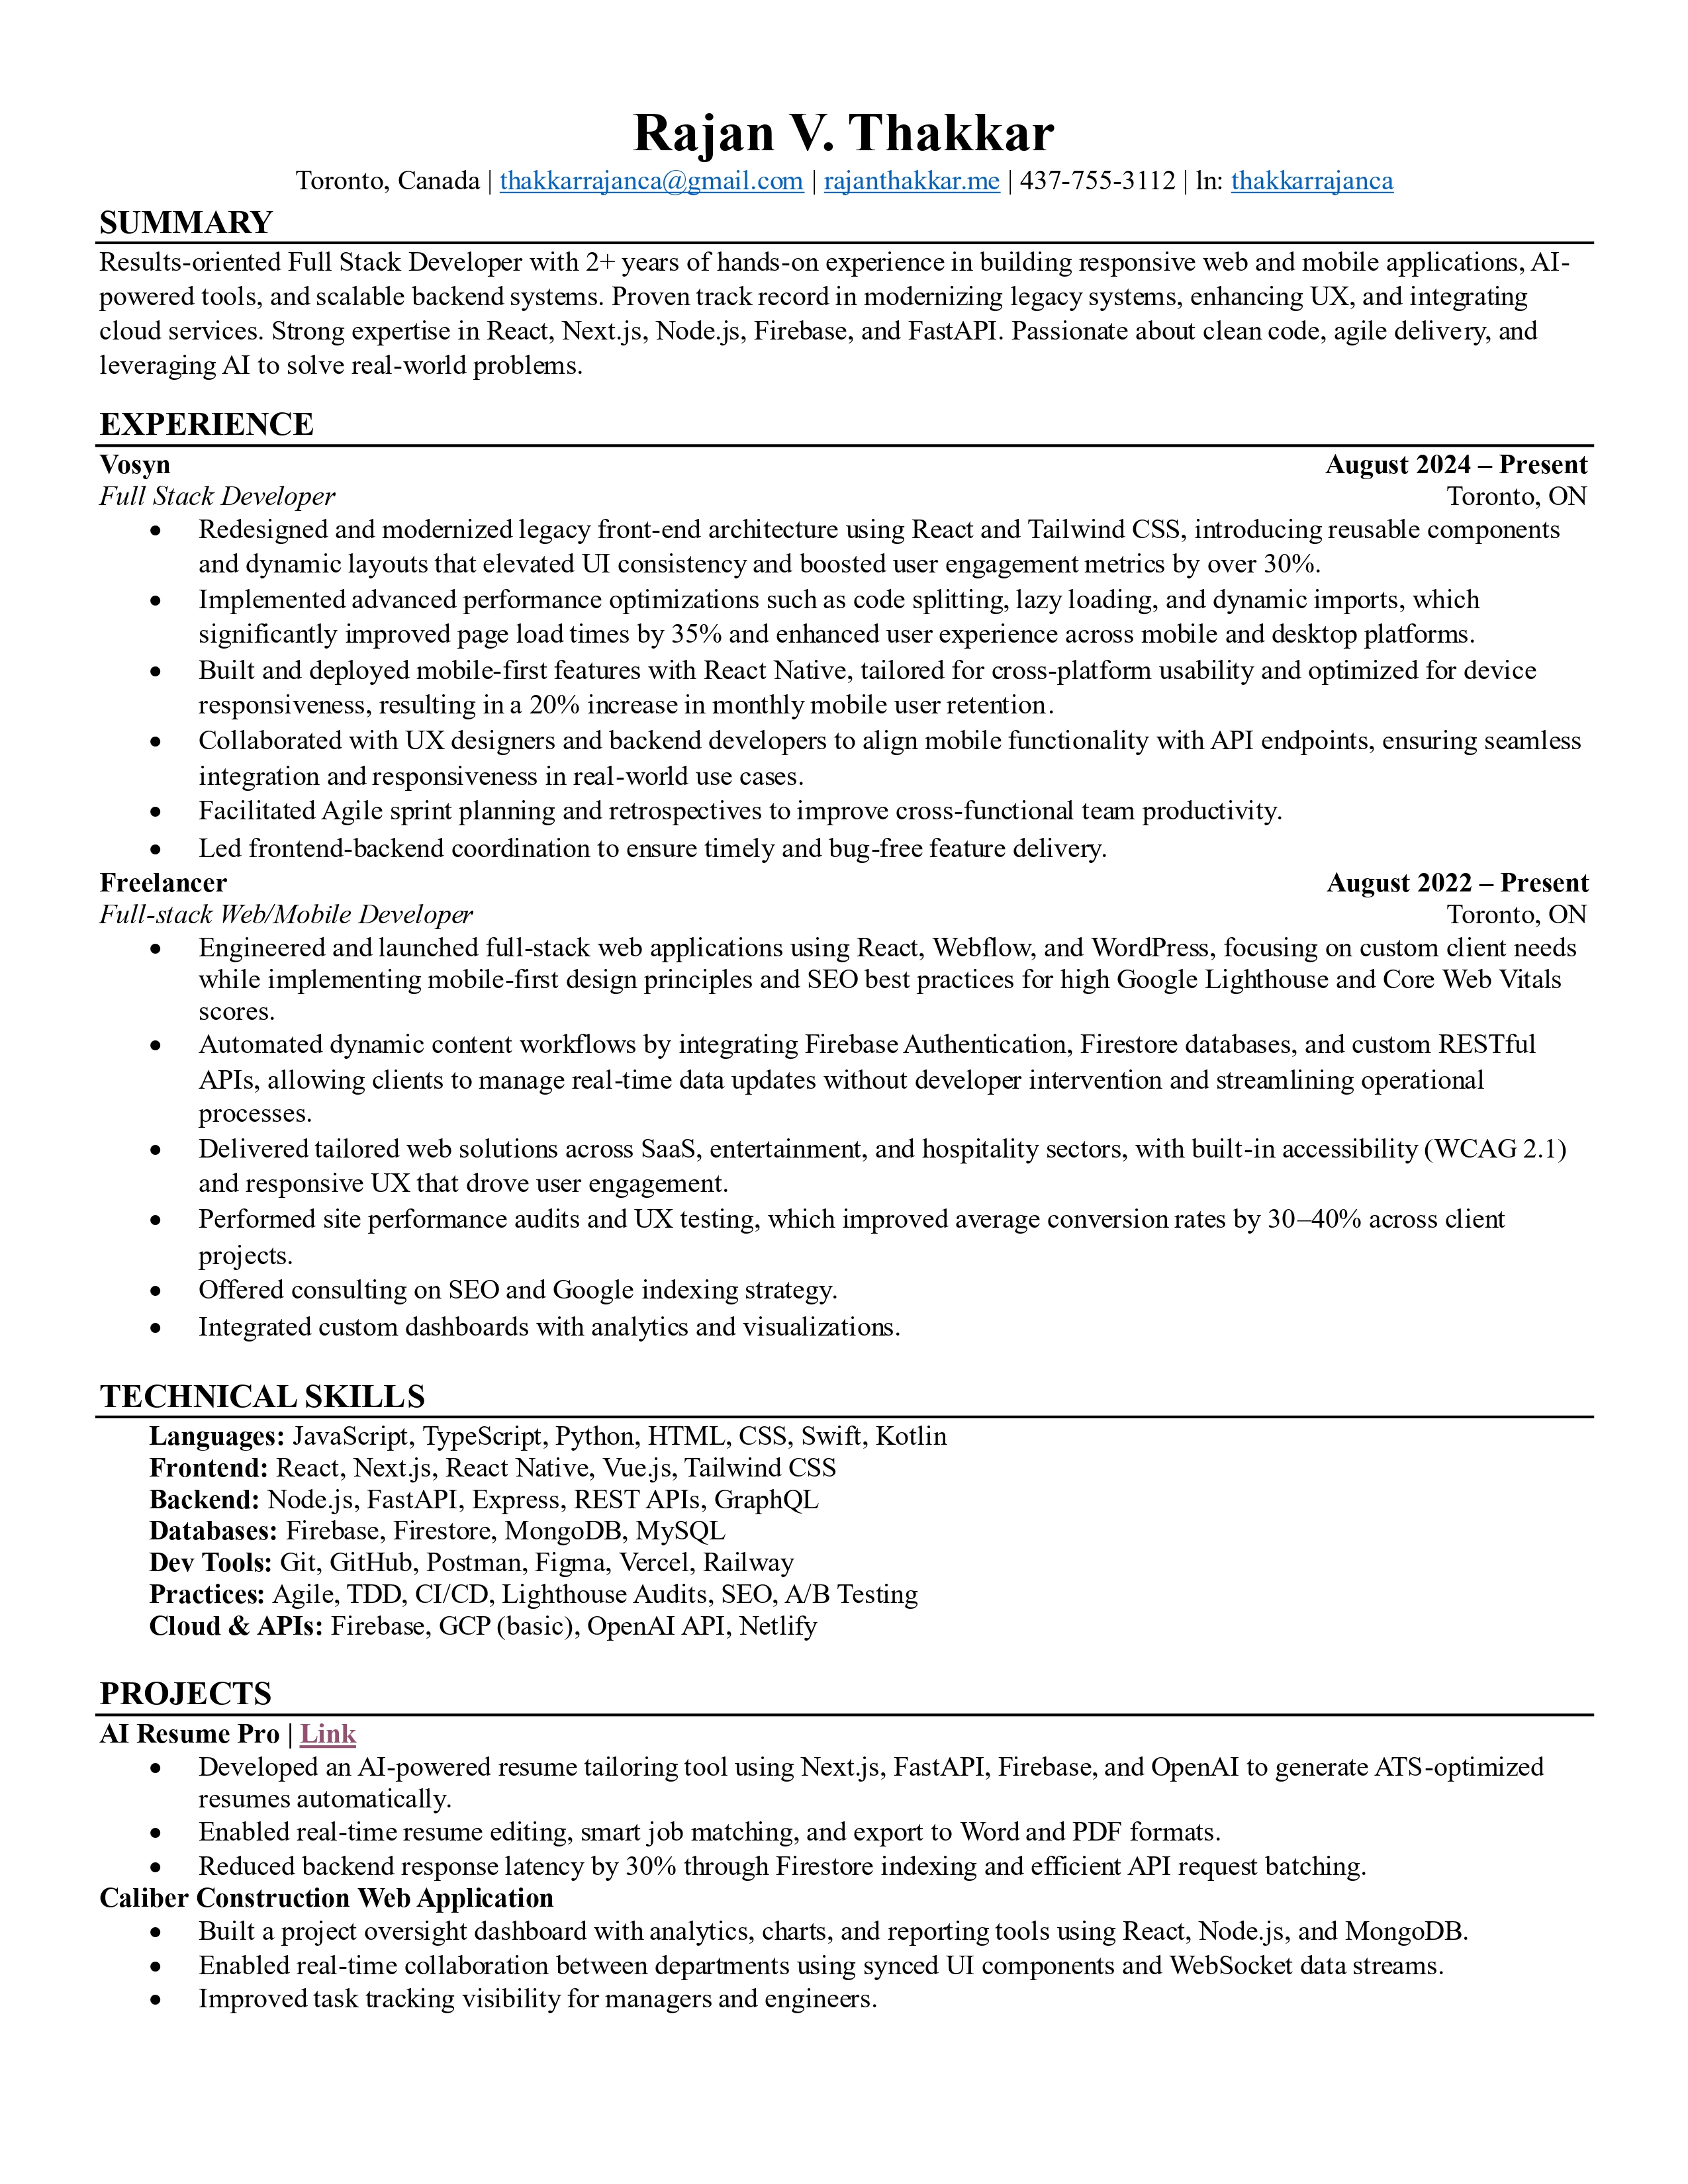 Rajan V. Thakkar
Toronto, Canada | thakkarrajanca@gmail.com | rajanthakkar.me | 437-755-3112 | ln: thakkarrajanca
SUMMARY
Results-oriented Full Stack Developer with 2+ years of hands-on experience in building responsive web and mobile applications, AI-
powered tools, and scalable backend systems. Proven track record in modernizing legacy systems, enhancing UX, and integrating
cloud services. Strong expertise in React, Next.js, Node.js, Firebase, and FastAPI. Passionate about clean code, agile delivery, and
leveraging AI to solve real-world problems.
EXPERIENCE
Vosyn August 2024 – Present
Full Stack Developer Toronto, ON
• Redesigned and modernized legacy front-end architecture using React and Tailwind CSS, introducing reusable components
and dynamic layouts that elevated UI consistency and boosted user engagement metrics by over 30%.
• Implemented advanced performance optimizations such as code splitting, lazy loading, and dynamic imports, which
significantly improved page load times by 35% and enhanced user experience across mobile and desktop platforms.
• Built and deployed mobile-first features with React Native, tailored for cross-platform usability and optimized for device
responsiveness, resulting in a 20% increase in monthly mobile user retention.
• Collaborated with UX designers and backend developers to align mobile functionality with API endpoints, ensuring seamless
integration and responsiveness in real-world use cases.
• Facilitated Agile sprint planning and retrospectives to improve cross-functional team productivity.
• Led frontend-backend coordination to ensure timely and bug-free feature delivery.
Freelancer August 2022 – Present
Full-stack Web/Mobile Developer Toronto, ON
• Engineered and launched full-stack web applications using React, Webflow, and WordPress, focusing on custom client needs
while implementing mobile-first design principles and SEO best practices for high Google Lighthouse and Core Web Vitals
scores.
• Automated dynamic content workflows by integrating Firebase Authentication, Firestore databases, and custom RESTful
APIs, allowing clients to manage real-time data updates without developer intervention and streamlining operational
processes.
• Delivered tailored web solutions across SaaS, entertainment, and hospitality sectors, with built-in accessibility (WCAG 2.1)
and responsive UX that drove user engagement.
• Performed site performance audits and UX testing, which improved average conversion rates by 30–40% across client
projects.
• Offered consulting on SEO and Google indexing strategy.
• Integrated custom dashboards with analytics and visualizations.
TECHNICAL SKILLS
Languages: JavaScript, TypeScript, Python, HTML, CSS, Swift, Kotlin
Frontend: React, Next.js, React Native, Vue.js, Tailwind CSS
Backend: Node.js, FastAPI, Express, REST APIs, GraphQL
Databases: Firebase, Firestore, MongoDB, MySQL
Dev Tools: Git, GitHub, Postman, Figma, Vercel, Railway
Practices: Agile, TDD, CI/CD, Lighthouse Audits, SEO, A/B Testing
Cloud & APIs: Firebase, GCP (basic), OpenAI API, Netlify
PROJECTS
AI Resume Pro | Link
• Developed an AI-powered resume tailoring tool using Next.js, FastAPI, Firebase, and OpenAI to generate ATS-optimized
resumes automatically.
• Enabled real-time resume editing, smart job matching, and export to Word and PDF formats.
• Reduced backend response latency by 30% through Firestore indexing and efficient API request batching.
Caliber Construction Web Application
• Built a project oversight dashboard with analytics, charts, and reporting tools using React, Node.js, and MongoDB.
• Enabled real-time collaboration between departments using synced UI components and WebSocket data streams.
• Improved task tracking visibility for managers and engineers.